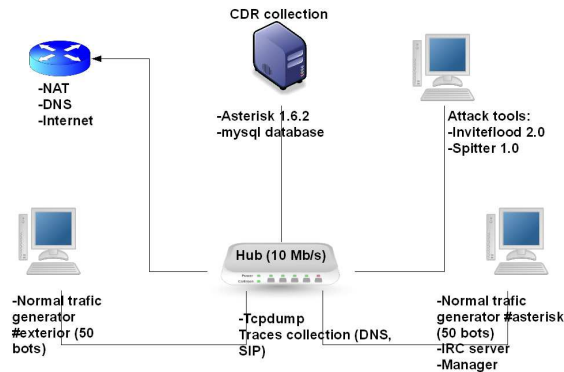 CDR collection
-NAT
-DNS
-Internet
-Asterisk 1.6.2
-mysql database
Attack tools:
-Inviteflood 2.0
-Spitter 1.0
Hub (10 Mb/s)
Power
Collision
-Normal trafic
generator
#exterior (50
bots)
-Tcpdump
Traces collection (DNS,
SIP)
-Normal trafic
generator #asterisk
(50 bots)
-IRC server
-Manager